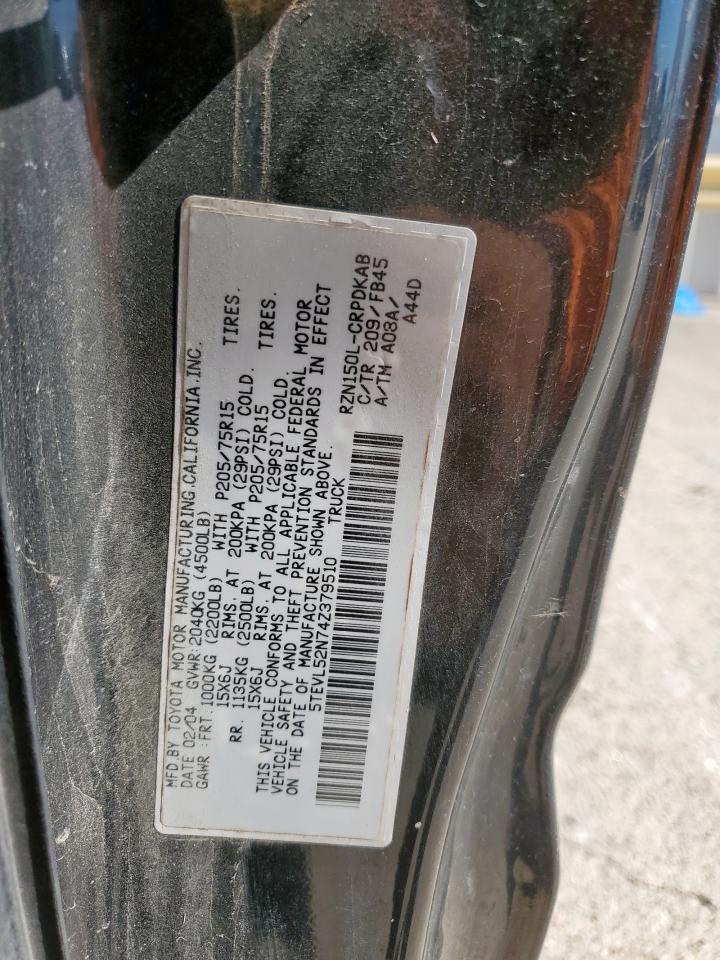 MFD.BY TOYOTA MOTOR MANUFACTURING.CALIFORNIA.INC.
DATE 02/04 GVWR:2040KG (4500LB)
GAWR :FRT:1000KG (2200LB) WITH P205/75R15 TIRES.
15X6J RIMS. AT 200KPA (29PSI) COLD.
RR. 1135KG (2500LB) WITH P205/75R15 TIRES.
15X6J RIMS. AT 200KPA (29PSI) COLD.
THIS VEHICLE CONFORMS TO ALL APPLICABLE FEDERAL MOTOR
VEHICLE SAFETY AND THEFT PREVENTION STANDARDS IN EFFECT
ON THE DATE OF MANUFACTURE SHOWN ABOVE.
5TEVL52N74Z379510 TRUCK
RZN150L-CRPDKAB
C/TR 209/FB45
A/TM A08A/
A44D